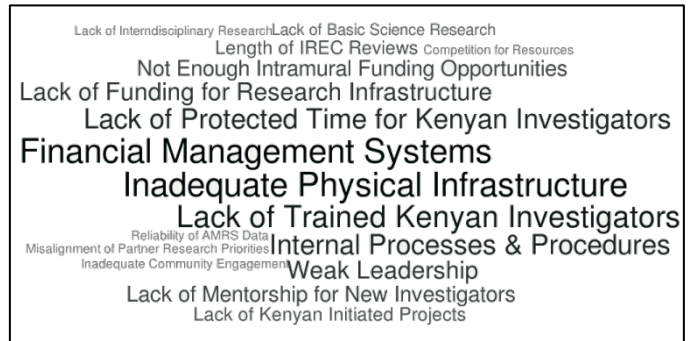 Lack of Interndisciplinary Research Lack of Basic Science Research
Length of IREC Reviews Competition for Resources
Not Enough Intramural Funding Opportunities
Lack of Funding for Research Infrastructure
Lack of Protected Time for Kenyan Investigators
Financial Management Systems
Inadequate Physical Infrastructure
Lack of Trained Kenyan Investigators
Reliability of AMRS Data
Misalignment of Partner Research Priorities Internal Processes & Procedures
Inadequate Community Engagement Weak Leadership
Lack of Mentorship for New Investigators
Lack of Kenyan Initiated Projects